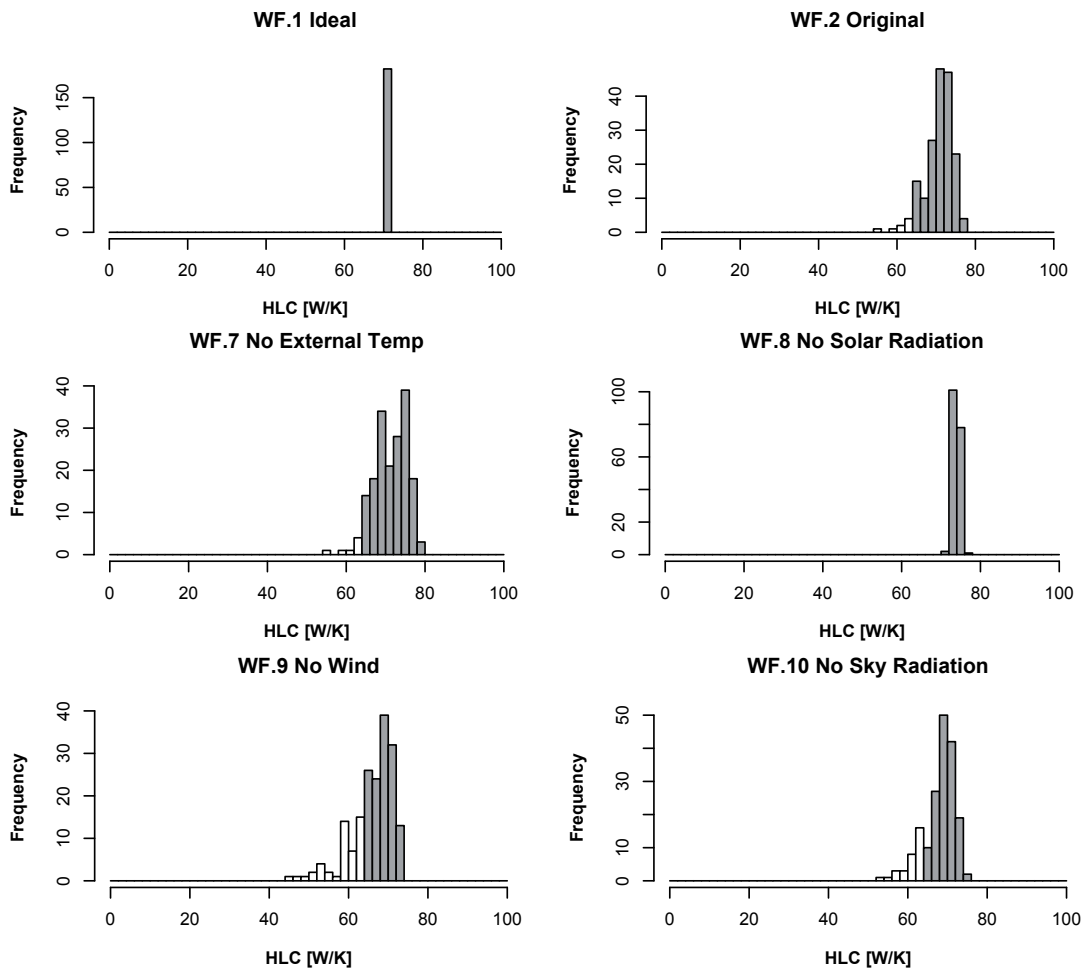 WF.1 Ideal
Frequency
150
100
50
0
0 20 40 60 80 100
HLC [W/K]
WF.2 Original
Frequency
40
30
20
10
0
0 20 40 60 80 100
HLC [W/K]
WF.7 No External Temp
Frequency
40
30
20
10
0
0 20 40 60 80 100
HLC [W/K]
WF.8 No Solar Radiation
Frequency
100
60
20
0
0 20 40 60 80 100
HLC [W/K]
WF.9 No Wind
Frequency
40
30
20
10
0
0 20 40 60 80 100
HLC [W/K]
WF.10 No Sky Radiation
Frequency
50
30
10
0
0 20 40 60 80 100
HLC [W/K]